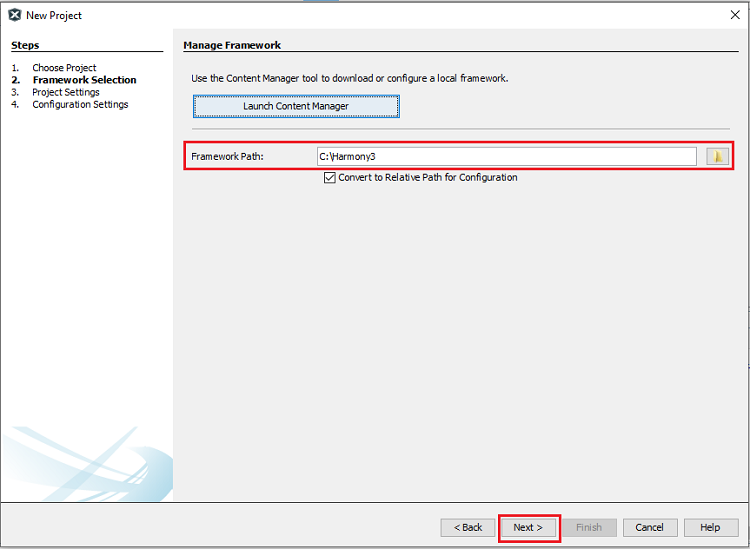 New Project
Steps
1. Choose Project
2. Framework Selection
3. Project Settings
4. Configuration Settings
Manage Framework
Use the Content Manager tool to download or configure a local framework.
Launch Content Manager
Framework Path: C:\Harmony3
Convert to Relative Path for Configuration
< Back Next > Finish Cancel Help